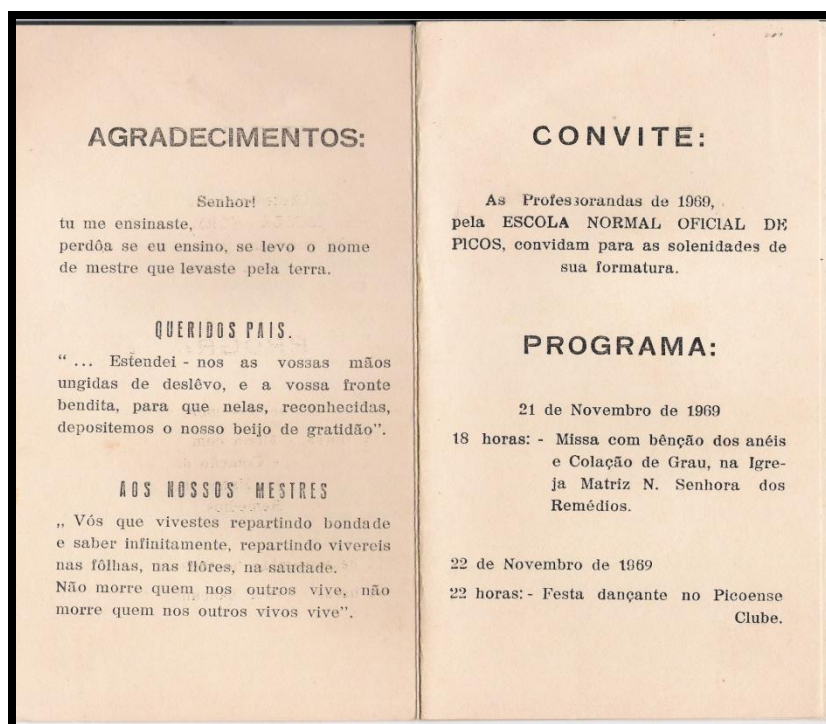 AGRADECIMENTOS:
Senhor!
tu me ensinaste,
perdôa se eu ensino, se levo o nome
de mestre que levaste pela terra.
QUERIDOS PAIS.
“ ... Estendei - nos as vossas mãos
ungidas de deslêvo, e a vossa fronte
bendita, para que nelas, reconhecidas,
depositemos o nosso beijo de gratidão”.
AOS NOSSOS MESTRES
„ Vós que vivestes repartindo bondade
e saber infinitamente, repartindo vivereis
nas fôlhas, nas flôres, na saudade.
Não morre quem nos outros vive, não
morre quem nos outros vivos vive”.
CONVITE:
As Professorandas de 1969,
pela ESCOLA NORMAL OFICIAL DE
PICOS, convidam para as solenidades de
sua formatura.
PROGRAMA:
21 de Novembro de 1969
18 horas: - Missa com bênção dos anéis
e Colação de Grau, na Igre-
ja Matriz N. Senhora dos
Remédios.
22 de Novembro de 1969
22 horas: - Festa dançante no Picoense
Clube.